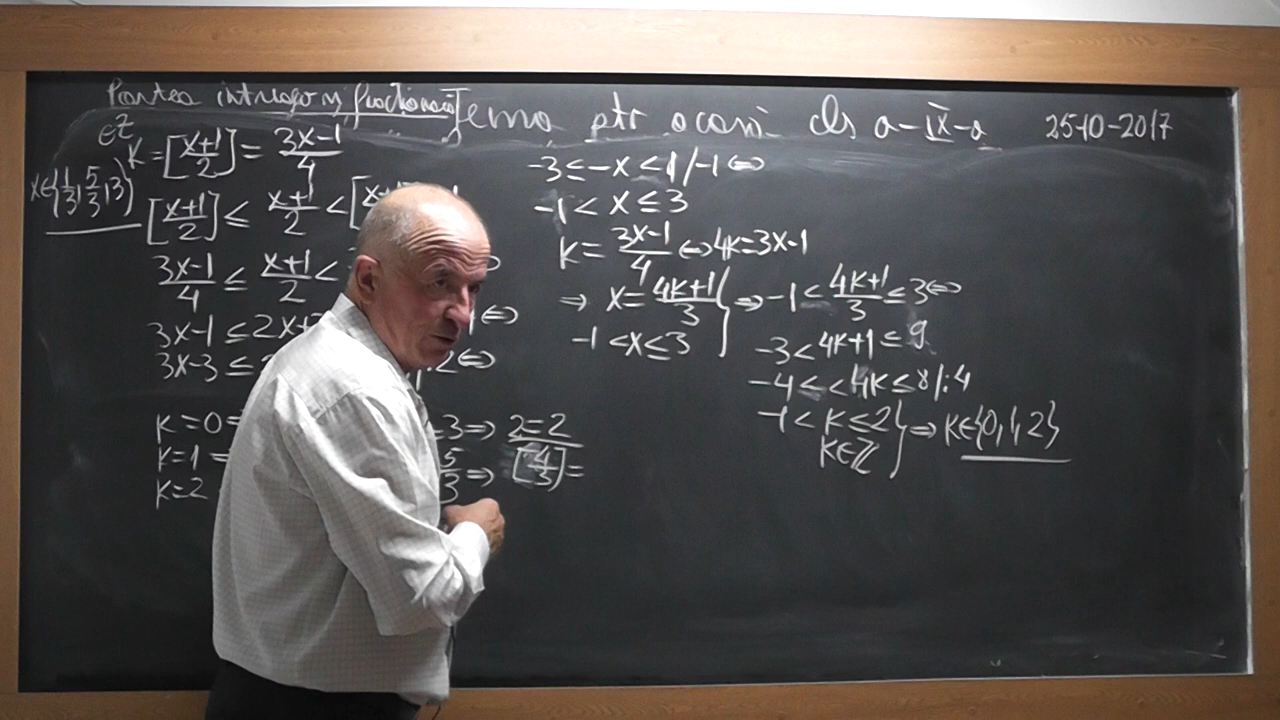 Partea întreagă și fracționară Temă ptr acasă cls a-IX-a 25-10-2017
∈Z
K=[x+1/2]=3x-1/4
x∈{1/3, 5/3, 3}
[x+1/2] ≤ x+1/2 <
3x-1/4 ≤ x+1/2 <
3x-1 ≤ 2x+
3x-3 ≤
K=0=
K=1=
K=2
3⇒ 2=2
5/3⇒ [4/3]=
-3≤-x<1/-1⇔
-1<x≤3
K=3x-1/4⇔4K=3x-1
⇒ x=4K+1/3
-1<x≤3
⇒-1<4K+1/3≤3⇔
-3<4K+1≤9
-4<<4K≤8/:4
-1<K≤2
K∈Z
⇒K∈{0,1,2}